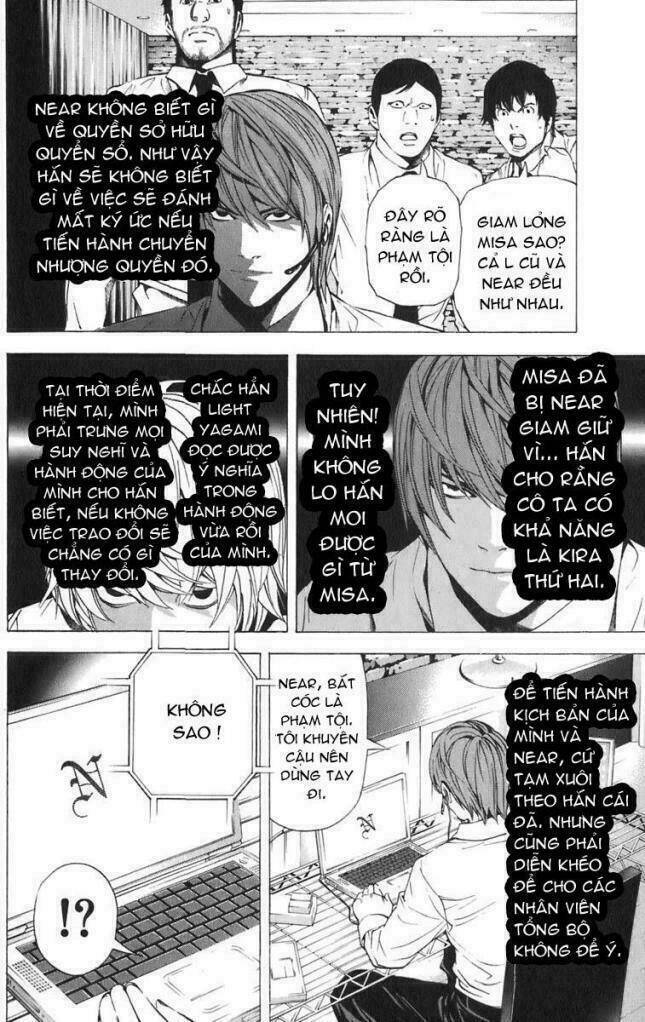 NEAR KHÔNG BIẾT GÌ
VỀ QUYỀN SỞ HỮU
QUYỂN SỔ. NHƯ VẬY
HẮN SẼ KHÔNG BIẾT
GÌ VỀ VIỆC SẼ ĐÁNH
MẤT KÝ ỨC NẾU
TIẾN HÀNH CHUYỂN
NHƯỢNG QUYỀN ĐÓ.
ĐÂY RÕ
RÀNG LÀ
PHẠM TỘI
RỒI.
GIAM LỎNG
MISA SAO?
CẢ L CŨ VÀ
NEAR ĐỀU
NHƯ NHAU.
TẠI THỜI ĐIỂM
HIỆN TẠI, MÌNH
PHẢI TRUNG MỌI
SUY NGHĨ VÀ
HÀNH ĐỘNG CỦA
MÌNH CHO HẮN
BIẾT, NẾU KHÔNG
VIỆC TRAO ĐỔI SẼ
CHẲNG CÓ GÌ
THAY ĐỔI.
CHẮC HẲN
LIGHT
YAGAMI
ĐỌC ĐƯỢC
Ý NGHĨA
TRONG
HÀNH ĐỘNG
VỪA RỒI
CỦA MÌNH.
TUY
NHIÊN!
MÌNH
KHÔNG
LO HẮN
MOI
ĐƯỢC
GÌ TỪ
MISA.
MISA ĐÃ
BỊ NEAR
GIAM GIỮ
VÌ... HẮN
CHO RẰNG
CÔ TA CÓ
KHẢ NĂNG
LÀ KIRA
THỨ HAI.
KHÔNG
SAO !
NEAR, BẮT
CÓC LÀ
PHẠM TỘI.
TÔI KHUYÊN
CẬU NÊN
DỪNG TAY
ĐI.
ĐỂ TIẾN HÀNH
KỊCH BẢN CỦA
MÌNH VÀ
NEAR, CỨ
TẠM XUÔI
THEO HẮN CÁI
ĐÃ. NHƯNG
CŨNG PHẢI
DIỄN KHÉO
ĐỂ CHO CÁC
NHÂN VIÊN
TỔNG BỘ
KHÔNG ĐỂ Ý.
N
N
!?